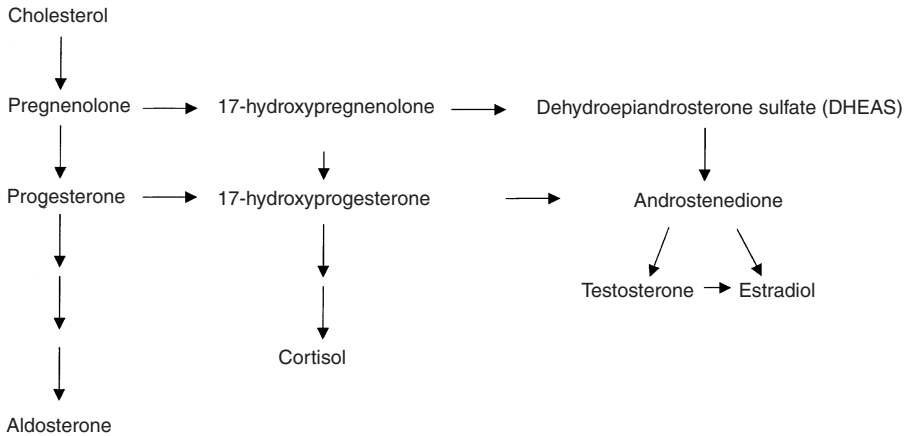 Cholesterol
Pregnenolone
17-hydroxypregnenolone
Dehydroepiandrosterone sulfate (DHEAS)
Progesterone
17-hydroxyprogesterone
Androstenedione
Testosterone
Estradiol
Cortisol
Aldosterone